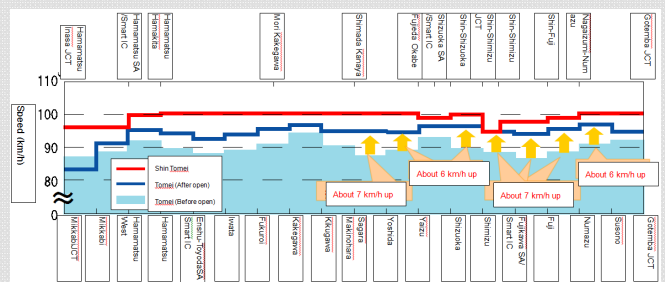 Hamamatsu
Inasa JCT
Hamamatsu SA
/Smart IC
Hamamatsu
Hamakita
Mori Kakegawa
Shimada Kanaya
Fujieda Okabe
Shizuoka SA
/Smart IC
Shin-Shizuoka
Shin-Shimizu
JCT
Shin-Shimizu
Shin-Fuji
Nagaizumi-Num
azu
Gotemba JCT
Speed (km/h)
110
100
90
80
0
Shin Tomei
Tomei (After open)
Tomei (Before open)
About 7 km/h up
About 6 km/h up
About 7 km/h up
About 6 km/h up
MikkabiJCT
Mikkabi
Hamamatsu
West
Hamamatsu
Smart IC
Enshu-ToyodaSA
Iwata
Fukuroi
Kakegawa
Kikugawa
Sagara
Makinohara
Yoshida
Yaizu
Shizuoka
Shimizu
Fujikawa SA/
Smart IC
Fuji
Numazu
Susono
Gotemba JCT